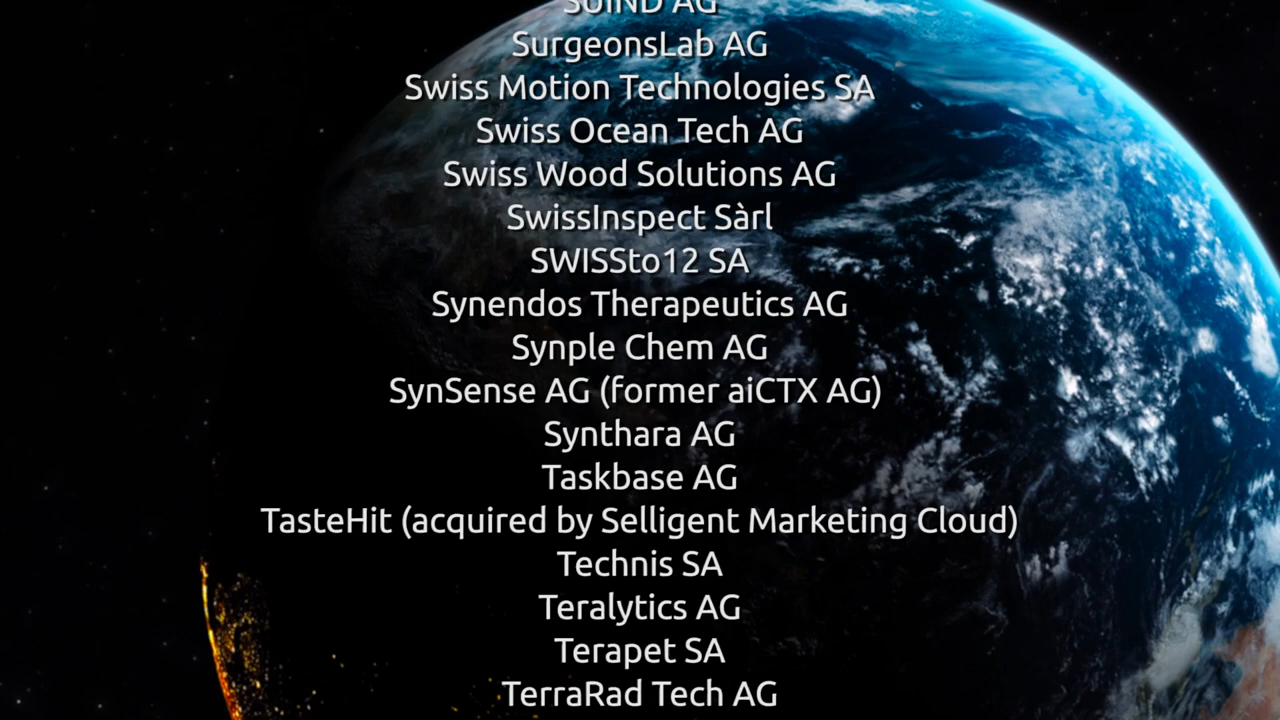 SUIND AG
SurgeonsLab AG
Swiss Motion Technologies SA
Swiss Ocean Tech AG
Swiss Wood Solutions AG
SwissInspect Sàrl
SWISSto12 SA
Synendos Therapeutics AG
Synple Chem AG
SynSense AG (former aiCTX AG)
Synthara AG
Taskbase AG
TasteHit (acquired by Selligent Marketing Cloud)
Technis SA
Teralytics AG
Terapet SA
TerraRad Tech AG